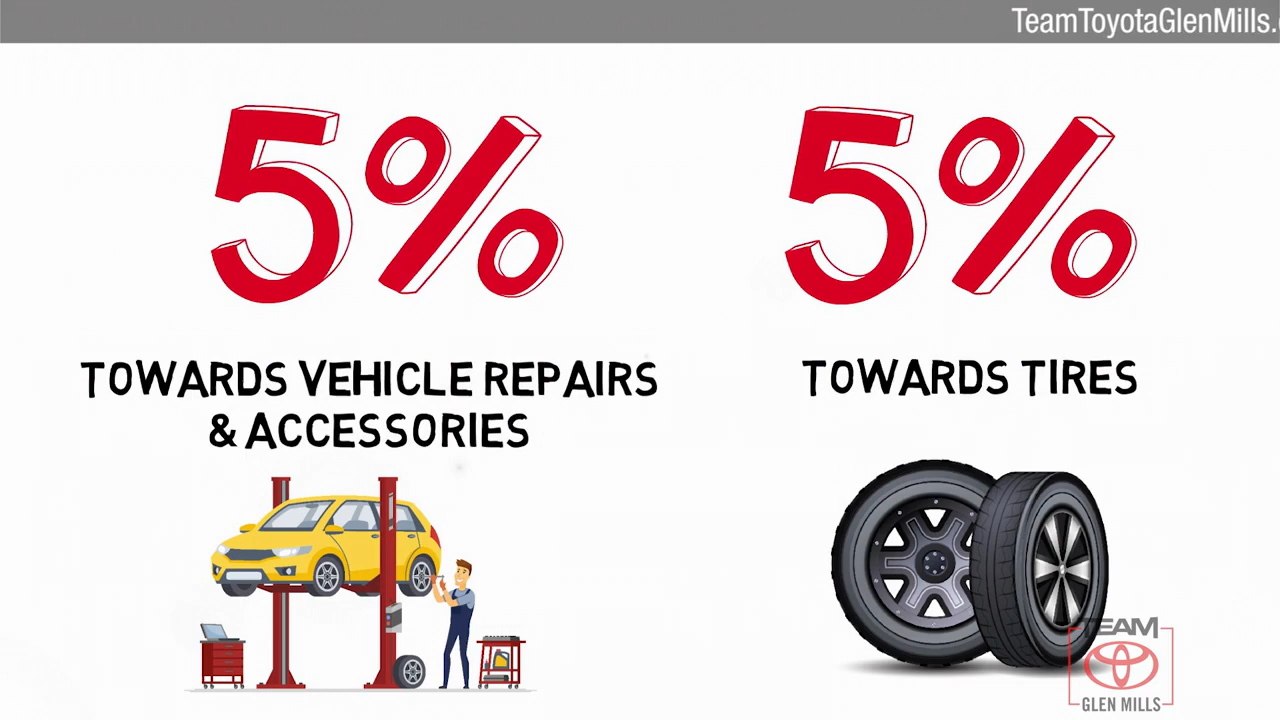 TeamToyotaGlenMills.
5%
TOWARDS VEHICLE REPAIRS
& ACCESSORIES
5%
TOWARDS TIRES
TEAM
GLEN MILLS